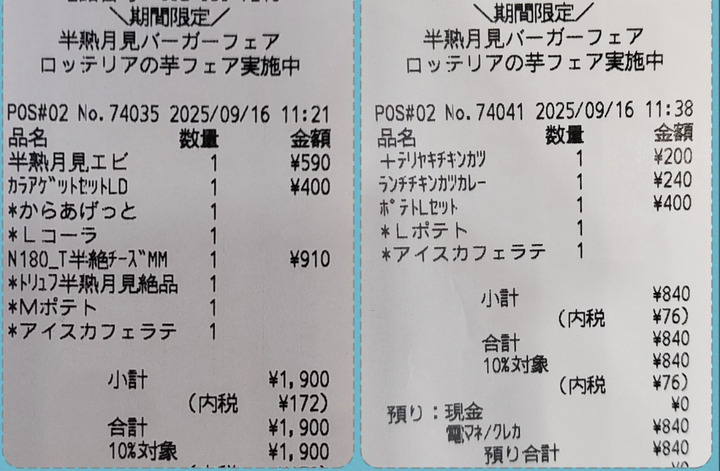 ＼期間限定／
半熟月見バーガーフェア
ロッテリアの芋フェア実施中
POS#02 No.74035 2025/09/16 11:21
品名 数量 金額
半熟月見エビ 1 ¥590
ｶﾗｱｹﾞｯﾄｾｯﾄLD 1 ¥400
*からあげっと 1
*Ｌコーラ 1
N180_T半絶ﾁｰｽﾞMM 1 ¥910
*ﾄﾘｭﾌ半熟月見絶品 1
*Ｍポテト 1
*アイスカフェラテ 1
小計 ¥1,900
(内税 ¥172)
合計 ¥1,900
10%対象 ¥1,900
＼期間限定／
半熟月見バーガーフェア
ロッテリアの芋フェア実施中
POS#02 No.74041 2025/09/16 11:38
品名 数量 金額
＋ﾃﾘﾔｷﾁｷﾝｶﾂ 1 ¥200
ﾗﾝﾁﾁｷﾝｶﾂｶﾚｰ 1 ¥240
ﾎﾟﾃﾄLｾｯﾄ 1 ¥400
*Ｌポテト 1
*アイスカフェラテ 1
小計 ¥840
(内税 ¥76)
合計 ¥840
10%対象 ¥840
(内税 ¥76)
預り：現金 ¥0
電ﾏﾈ/ｸﾚｶ ¥840
預り合計 ¥840